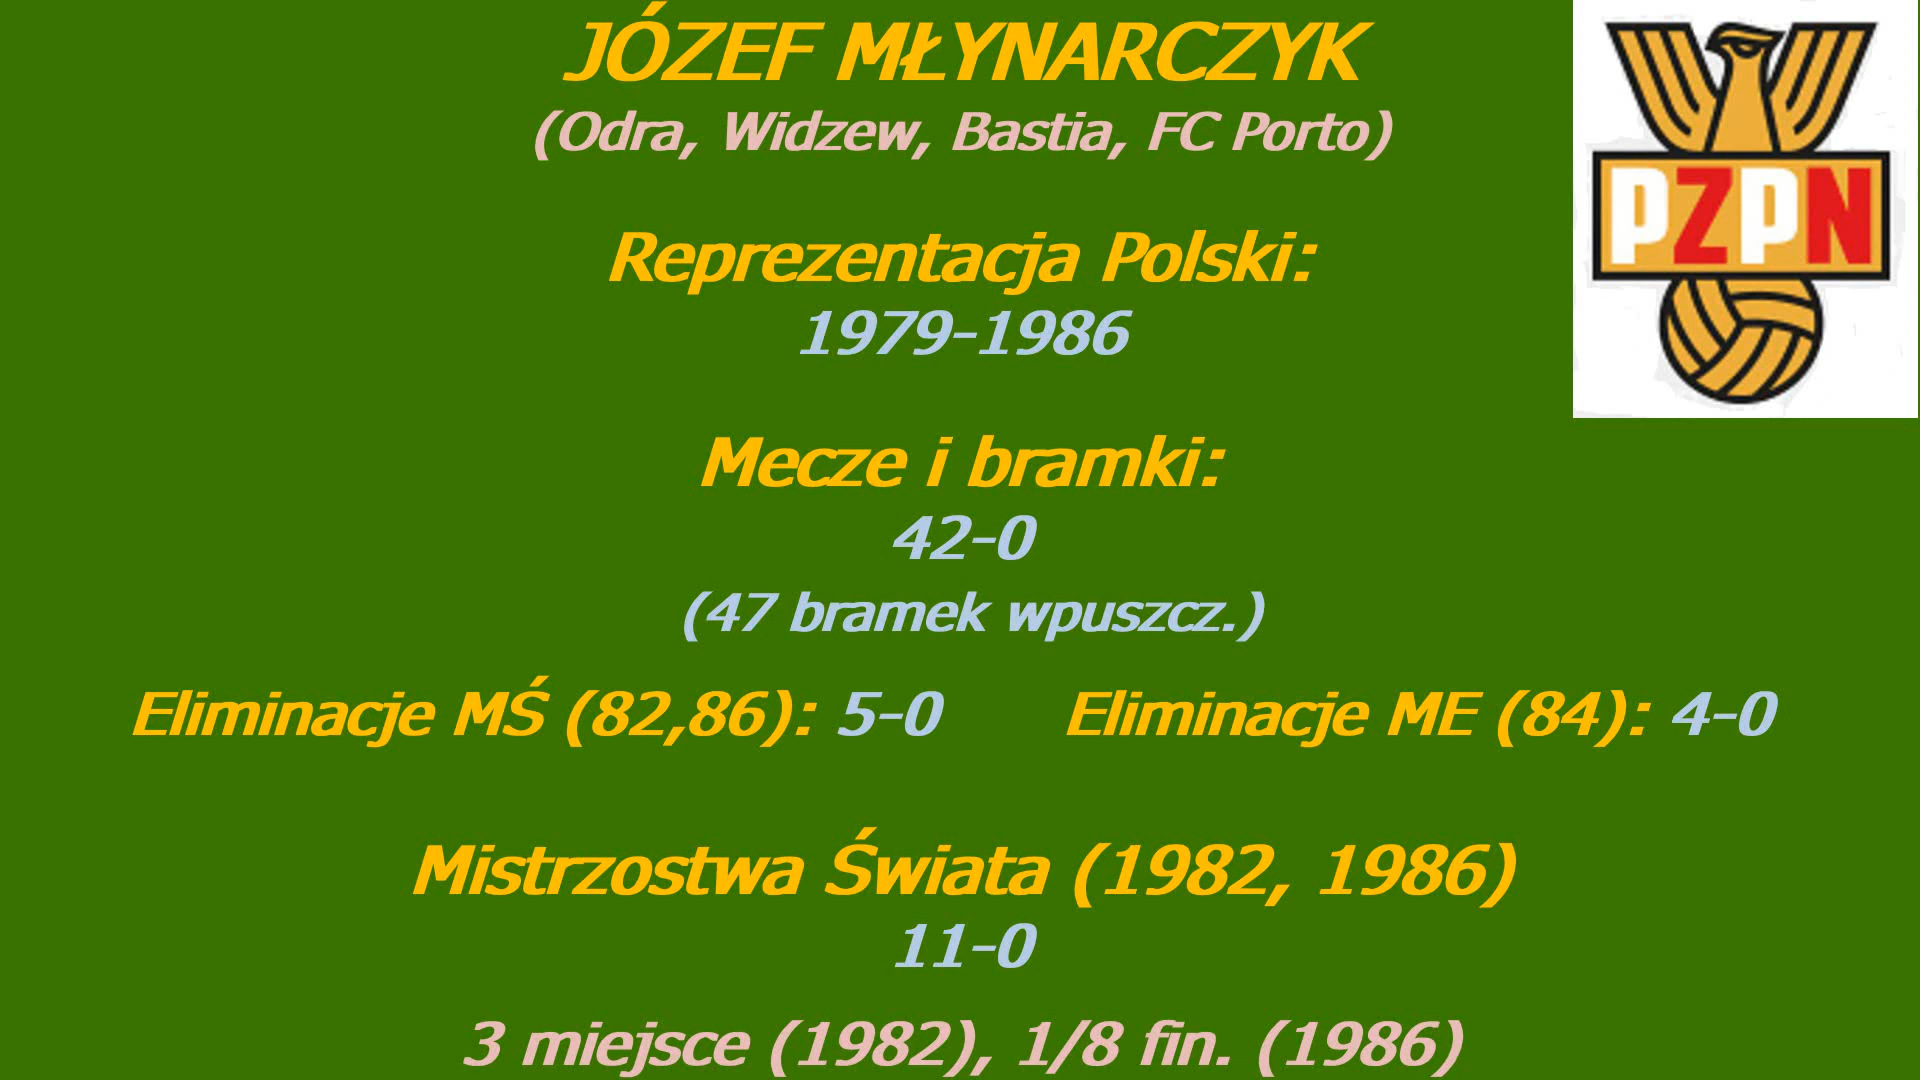 JÓZEF MŁYNARCZYK
(Odra, Widzew, Bastia, FC Porto)
PZPN
Reprezentacja Polski:
1979-1986
Mecze i bramki:
42-0
(47 bramek wpuszcz.)
Eliminacje MŚ (82,86): 5-0 Eliminacje ME (84): 4-0
Mistrzostwa Świata (1982, 1986)
11-0
3 miejsce (1982), 1/8 fin. (1986)